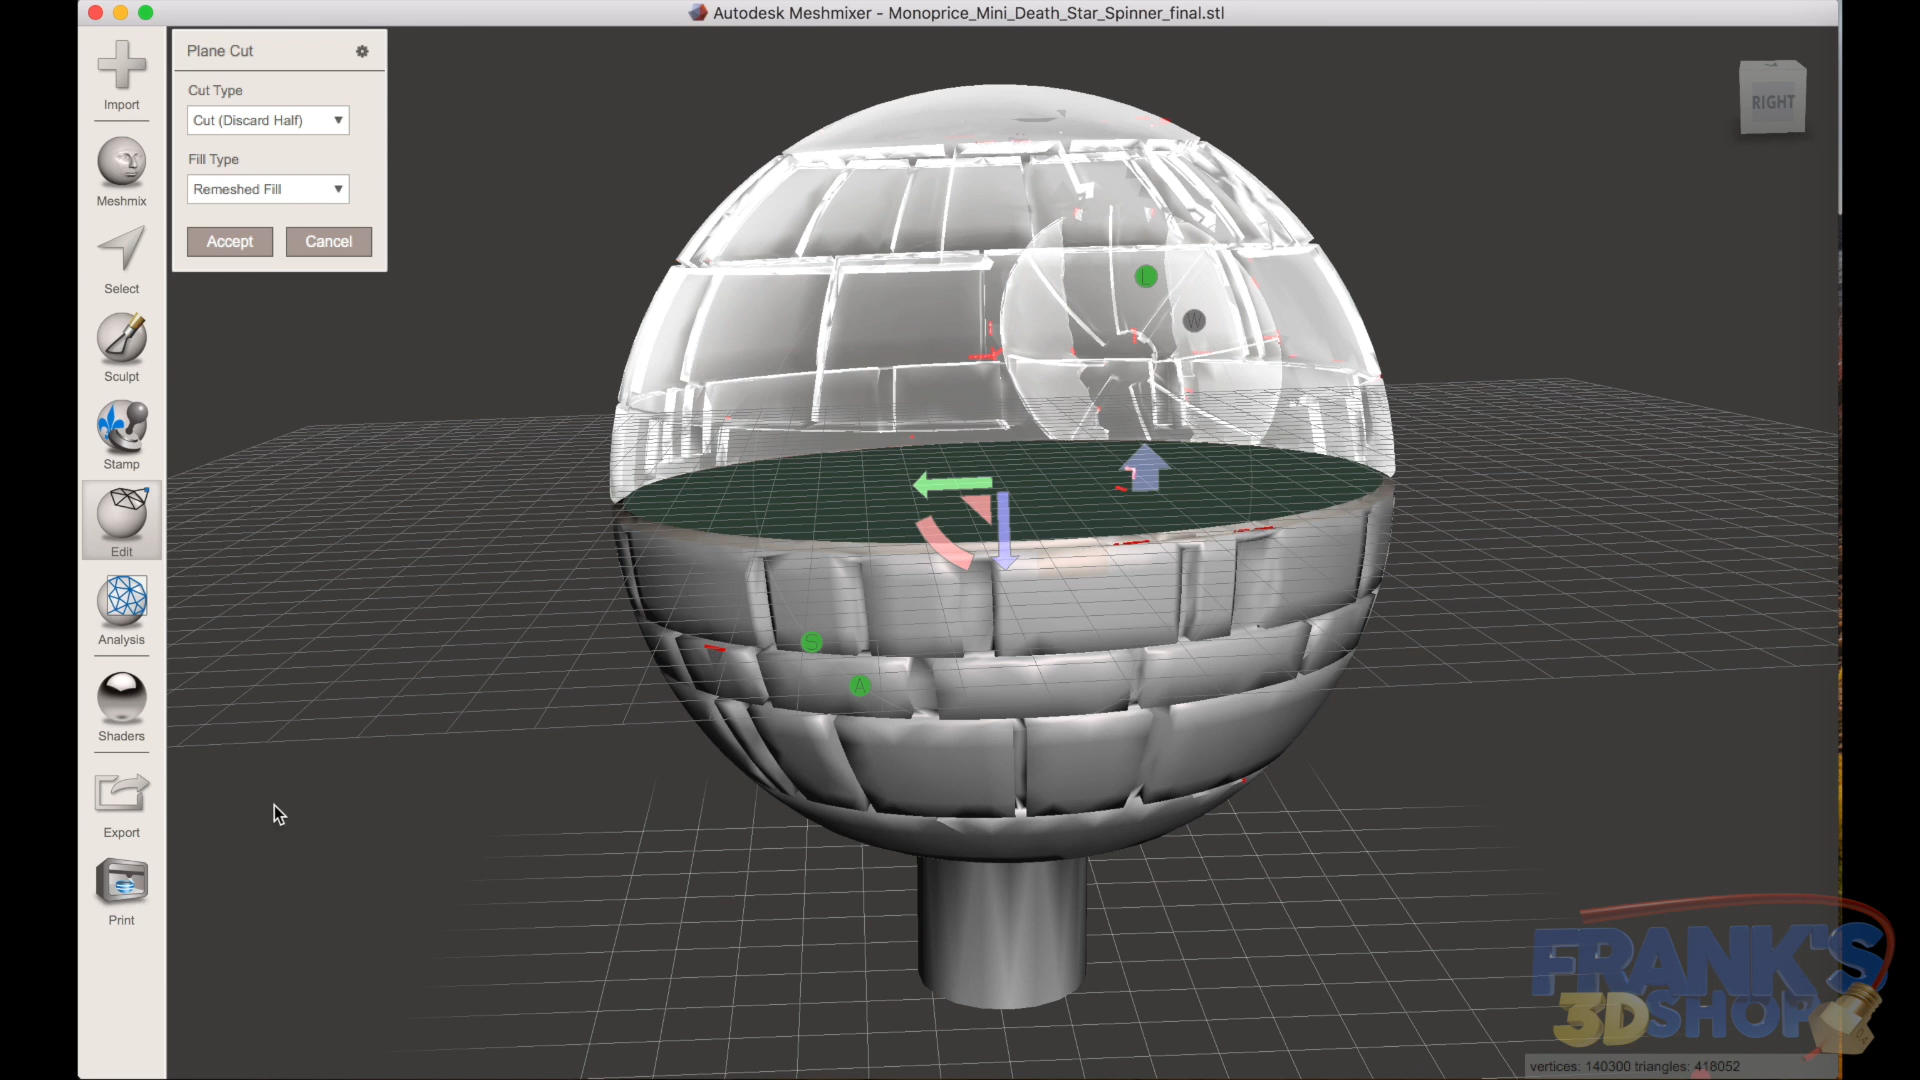 Autodesk Meshmixer - Monoprice_Mini_Death_Star_Spinner_final.stl
Import
Meshmix
Select
Sculpt
Stamp
Edit
Analysis
Shaders
Export
Print
Plane Cut
Cut Type
Cut (Discard Half)
Fill Type
Remeshed Fill
Accept
Cancel
RIGHT
L
W
S
A
FRANK'S
3DSHOP
vertices: 140300 triangles: 418052